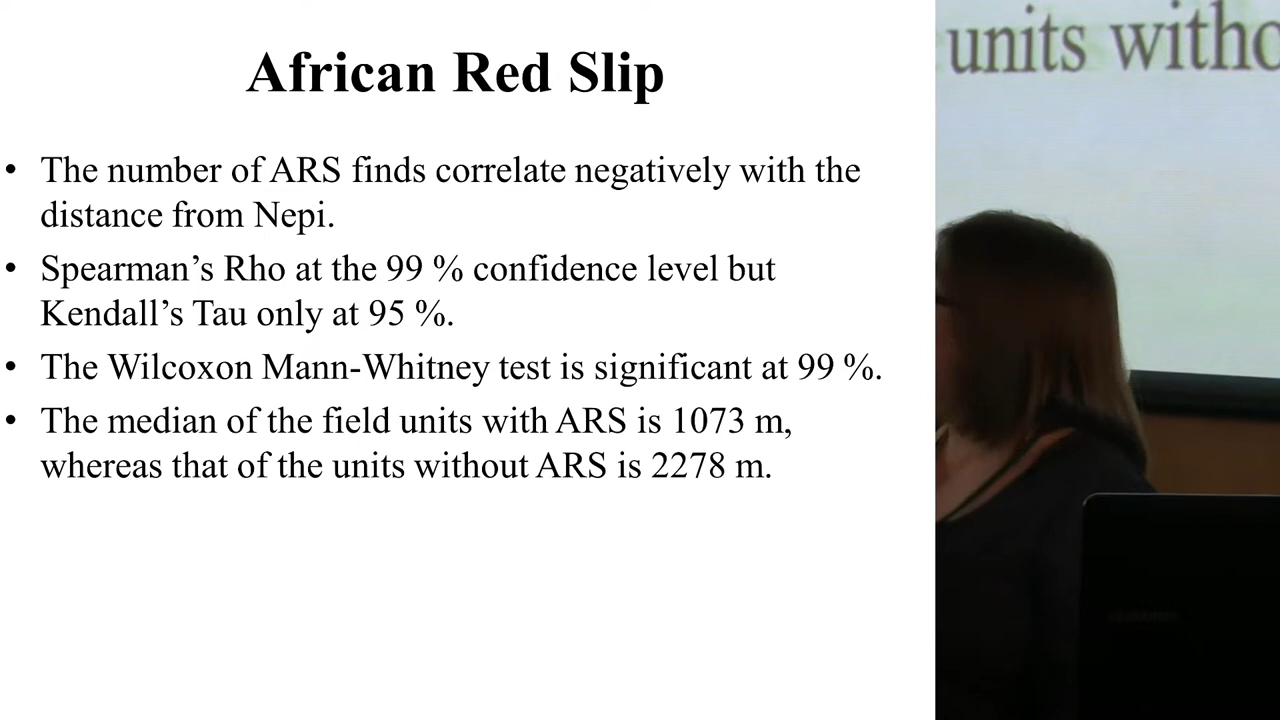 African Red Slip
• The number of ARS finds correlate negatively with the
distance from Nepi.
• Spearman’s Rho at the 99 % confidence level but
Kendall’s Tau only at 95 %.
• The Wilcoxon Mann-Whitney test is significant at 99 %.
• The median of the field units with ARS is 1073 m,
whereas that of the units without ARS is 2278 m.
units witho